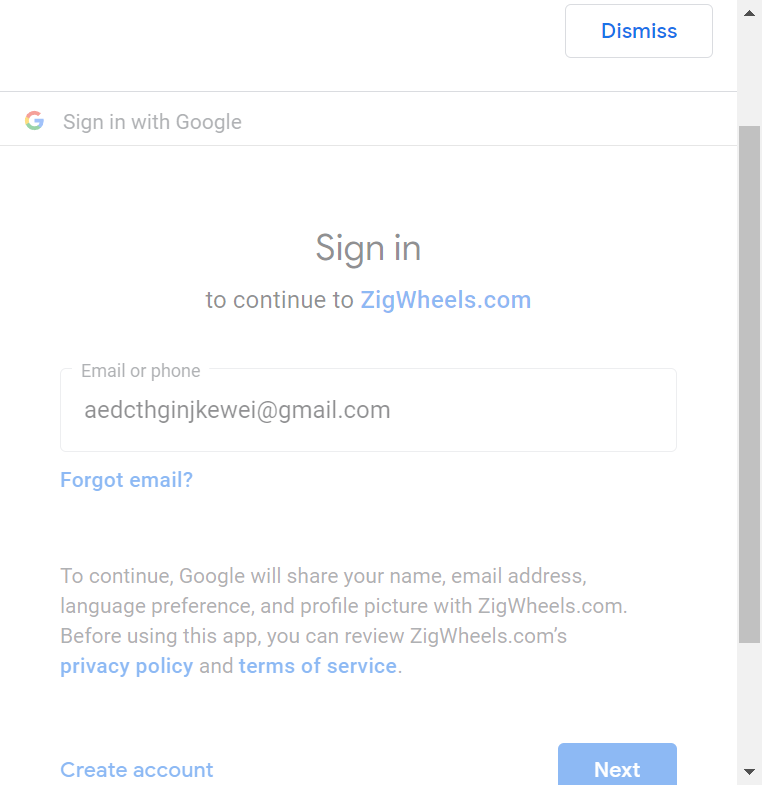 Dismiss
Sign in with Google
Sign in
to continue to ZigWheels.com
Email or phone
aedcthginjkewei@gmail.com
Forgot email?
To continue, Google will share your name, email address,
language preference, and profile picture with ZigWheels.com.
Before using this app, you can review ZigWheels.com’s
privacy policy and terms of service.
Create account
Next